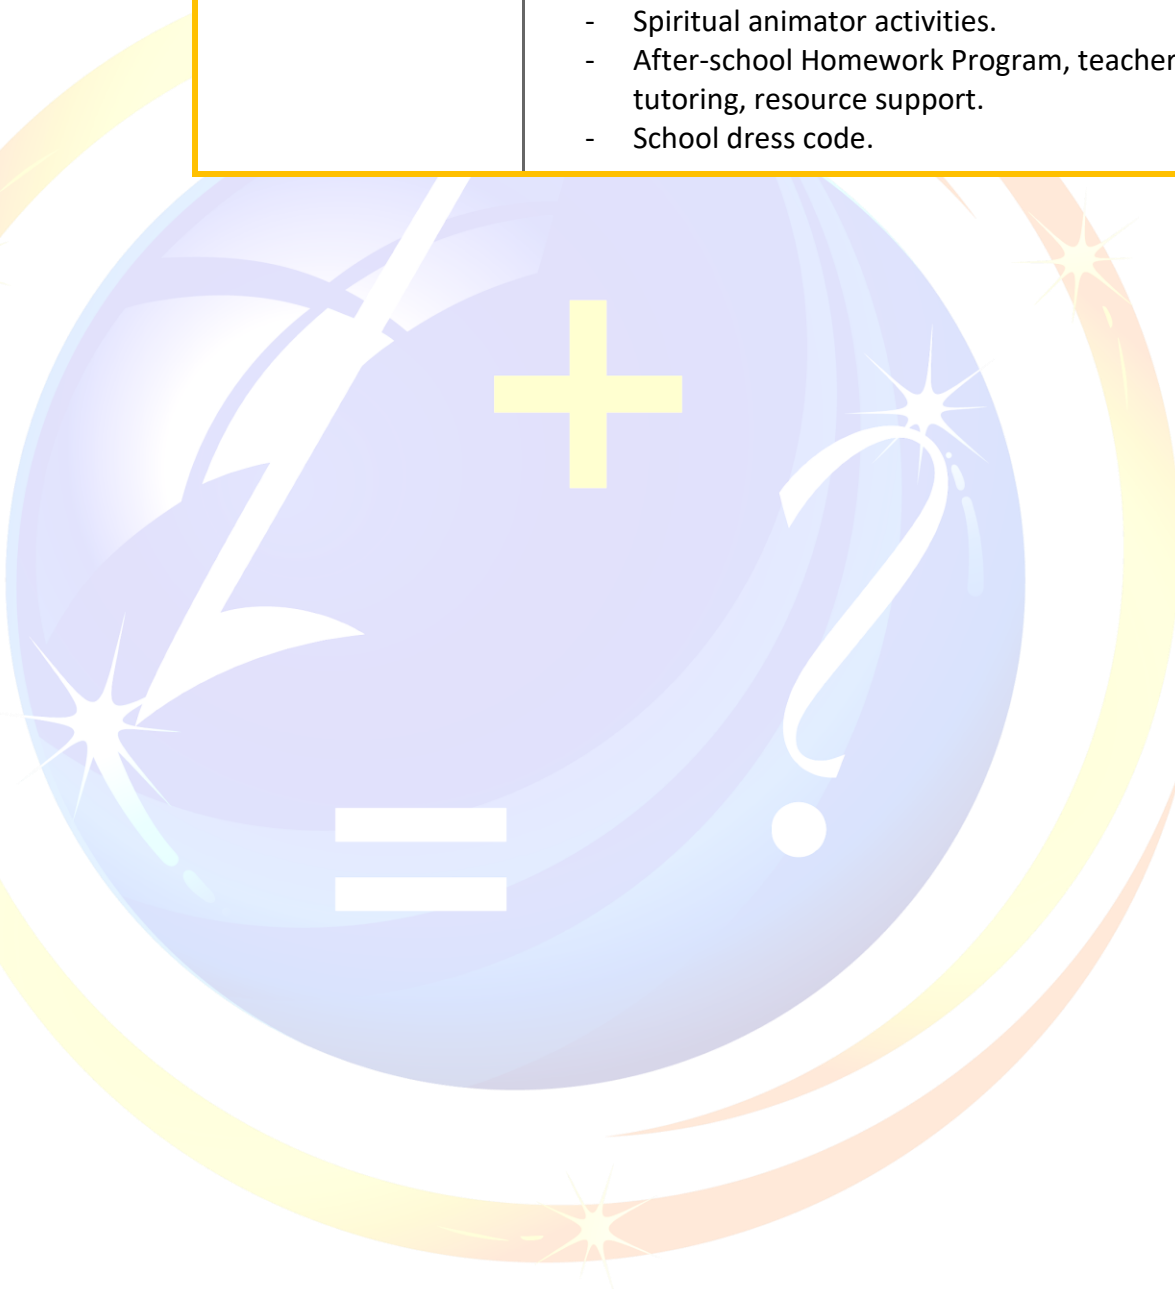 - Spiritual animator activities.
- After-school Homework Program, teacher
tutoring, resource support.
- School dress code.
+
?
=